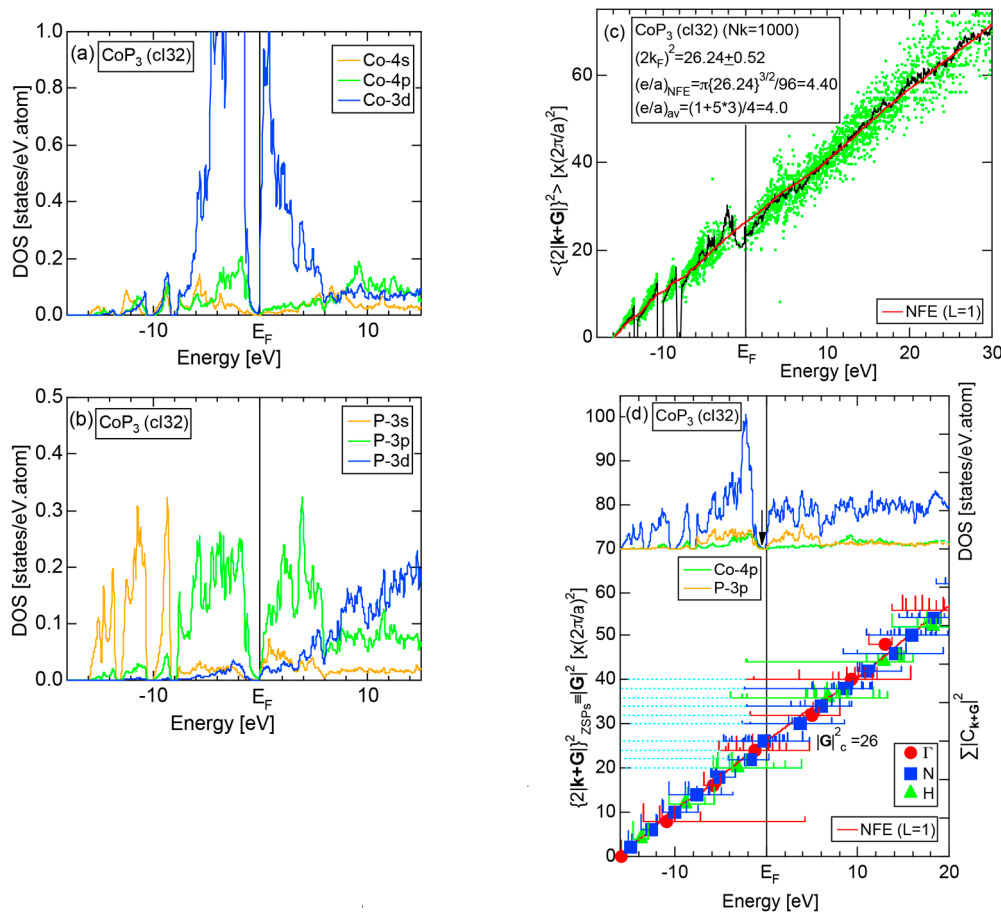 (a)
CoP3 (cI32)
Co-4s
Co-4p
Co-3d
1.0
0.8
0.6
0.4
0.2
0.0
DOS [states/eV.atom]
-10
EF
10
Energy [eV]
(b)
CoP3 (cI32)
P-3s
P-3p
P-3d
0.5
0.4
0.3
0.2
0.1
0.0
DOS [states/eV.atom]
-10
EF
10
Energy [eV]
(c)
CoP3 (cI32) (Nk=1000)
(2kF)2=26.24±0.52
(e/a)NFE=π{26.24}3/2/96=4.40
(e/a)av=(1+5*3)/4=4.0
60
40
20
0
<{2|k+G|}2> [x(2π/a)2]
NFE (L=1)
-10
EF
10
20
30
Energy [eV]
(d)
CoP3 (cI32)
100
90
80
70
60
50
40
30
20
10
0
DOS [states/eV.atom]
Co-4p
P-3p
{2|k+G|}2ZSPs≡|G|2 [x(2π/a)2]
Σ|Ck+G|2
|G|2c =26
Γ
N
H
NFE (L=1)
-10
EF
10
20
Energy [eV]